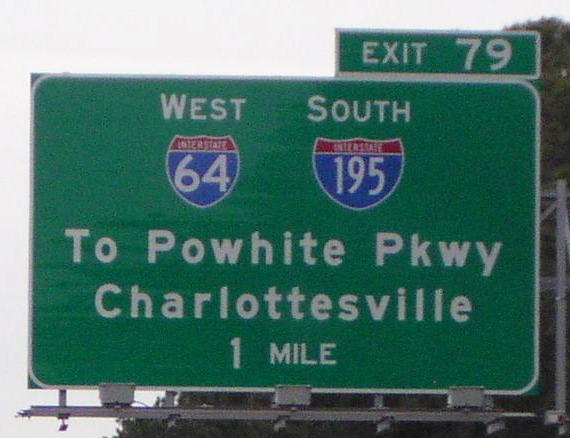 EXIT 79
WEST SOUTH
INTERSTATE INTERSTATE
64 195
To Powhite Pkwy
Charlottesville
1 MILE